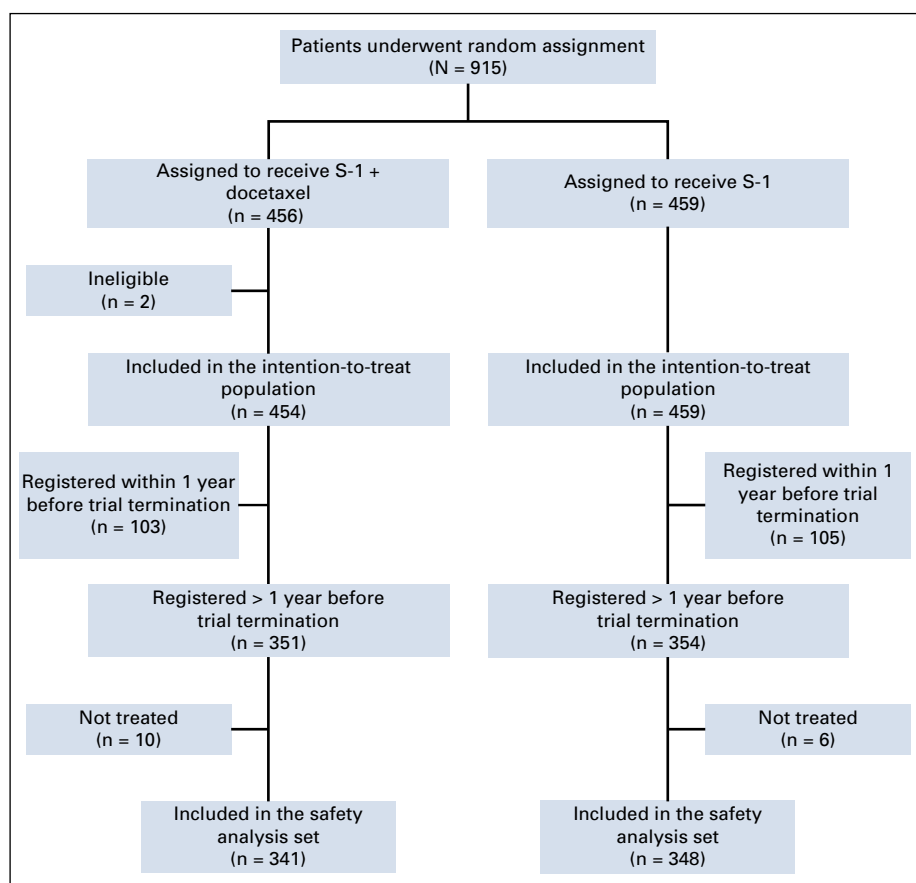 Patients underwent random assignment
(N = 915)
Assigned to receive S-1 +
docetaxel
(n = 456)
Assigned to receive S-1
(n = 459)
Ineligible
(n = 2)
Included in the intention-to-treat
population
(n = 454)
Included in the intention-to-treat
population
(n = 459)
Registered within 1 year
before trial termination
(n = 103)
Registered within 1
year before trial
termination
(n = 105)
Registered > 1 year before
trial termination
(n = 351)
Registered > 1 year before
trial termination
(n = 354)
Not treated
(n = 10)
Not treated
(n = 6)
Included in the safety
analysis set
(n = 341)
Included in the safety
analysis set
(n = 348)